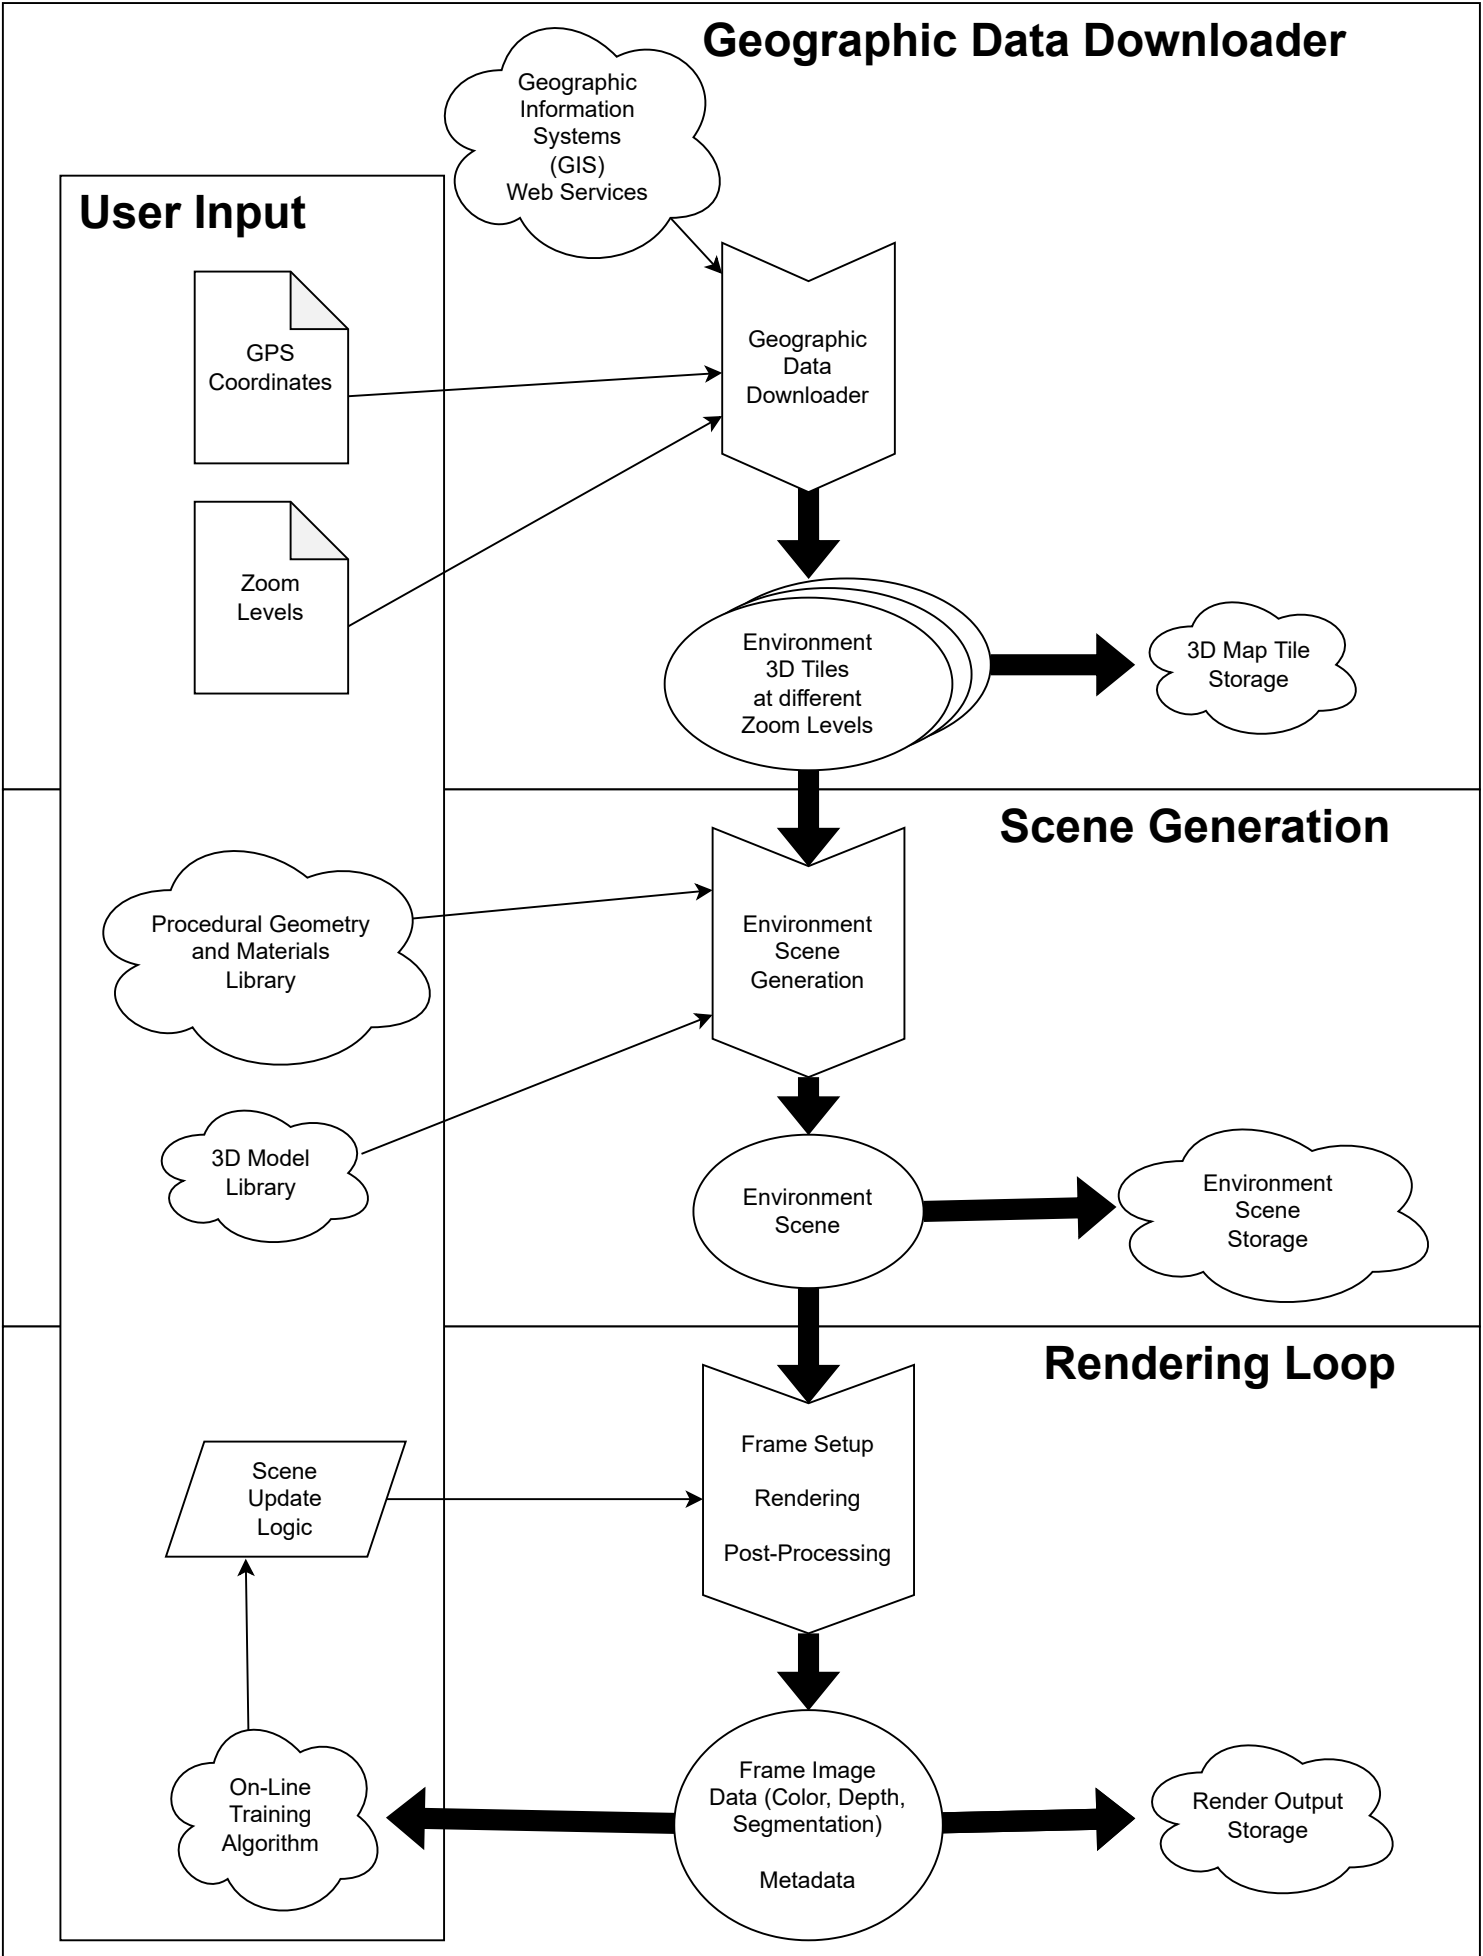 Geographic Data Downloader
Geographic
Information
Systems
(GIS)
Web Services
User Input
GPS
Coordinates
Geographic
Data
Downloader
Zoom
Levels
Environment
3D Tiles
at different
Zoom Levels
3D Map Tile
Storage
Scene Generation
Procedural Geometry
and Materials
Library
Environment
Scene
Generation
3D Model
Library
Environment
Scene
Environment
Scene
Storage
Rendering Loop
Scene
Update
Logic
Frame Setup
Rendering
Post-Processing
On-Line
Training
Algorithm
Frame Image
Data (Color, Depth,
Segmentation)
Metadata
Render Output
Storage